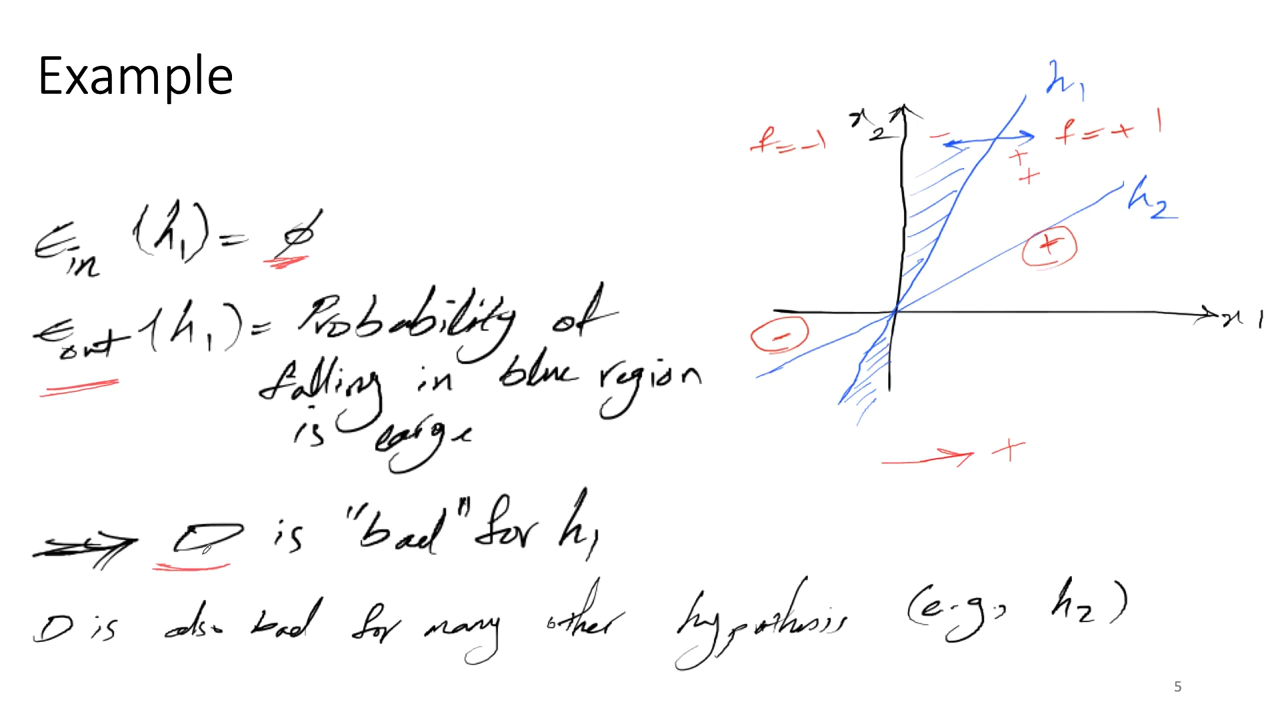 Example
h1
x2
f=-1
-
f=+1
+
+
h2
+
-
x1
+
Ein (h1) = ϕ
Eout (h1) = Probability of
falling in blue region
is large
⇒ D is "bad" for h1
D is also bad for many other hypothesis (e.g., h2)
5